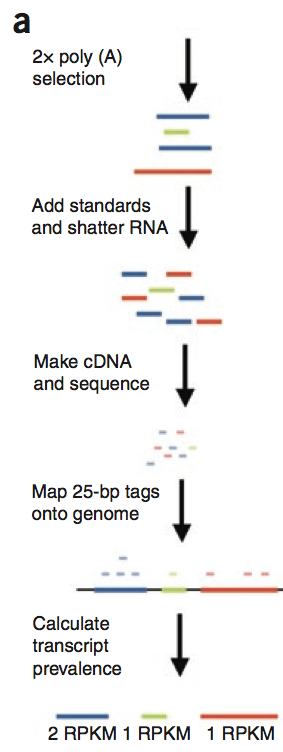 a
2× poly (A)
selection
Add standards
and shatter RNA
Make cDNA
and sequence
Map 25-bp tags
onto genome
Calculate
transcript
prevalence
2 RPKM 1 RPKM 1 RPKM